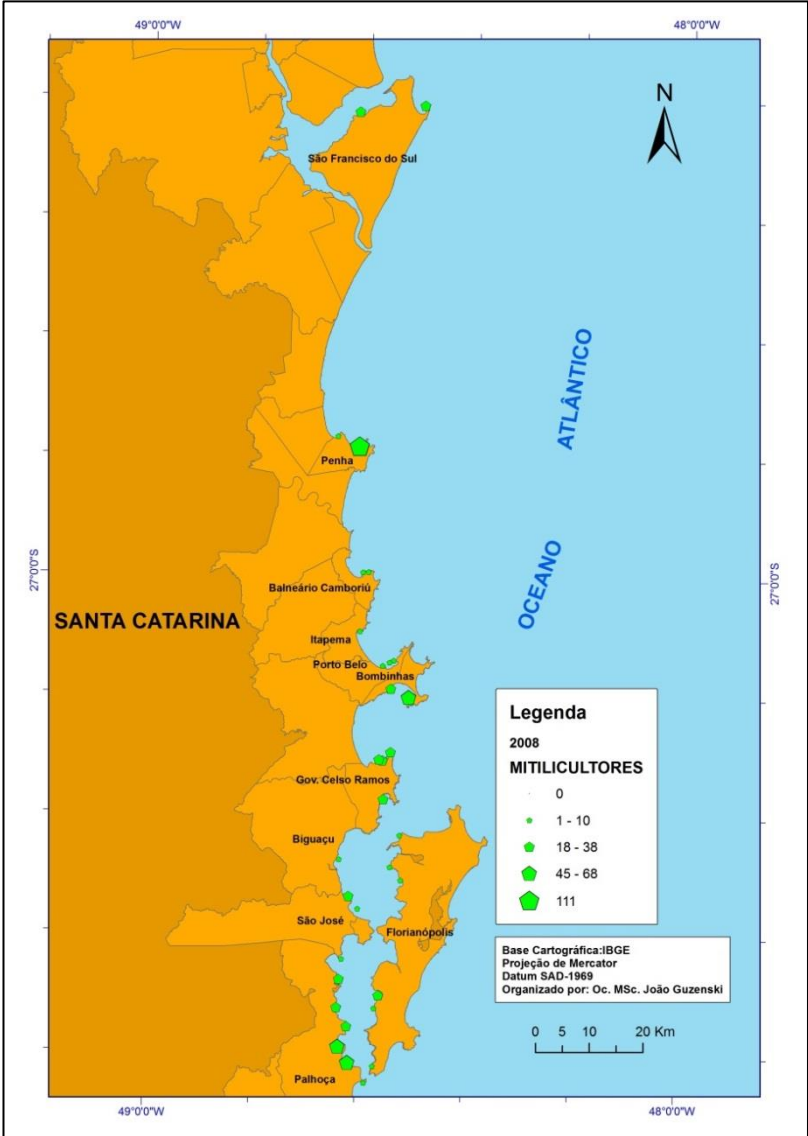 49°0'0"W
48°0'0"W
N
São Francisco do Sul
ATLÂNTICO
Penha
27°0'0"S
27°0'0"S
OCEANO
Balneário Camboriú
SANTA CATARINA
Itapema
Porto Belo
Bombinhas
Legenda
2008
MITILICULTORES
0
1 - 10
18 - 38
45 - 68
111
Gov. Celso Ramos
Biguaçu
São José
Florianópolis
Base Cartográfica:IBGE
Projeção de Mercator
Datum SAD-1969
Organizado por: Oc. MSc. João Guzenski
0 5 10 20 Km
Palhoça
49°0'0"W
48°0'0"W